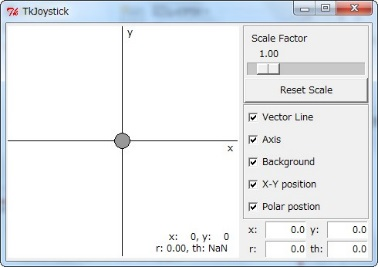 TkJoystick
y
x
x: 0, y: 0
r: 0.00, th: NaN
Scale Factor
1.00
Reset Scale
Vector Line
Axis
Background
X-Y position
Polar postion
x: 0.0 y: 0.0
r: 0.0 th: 0.0